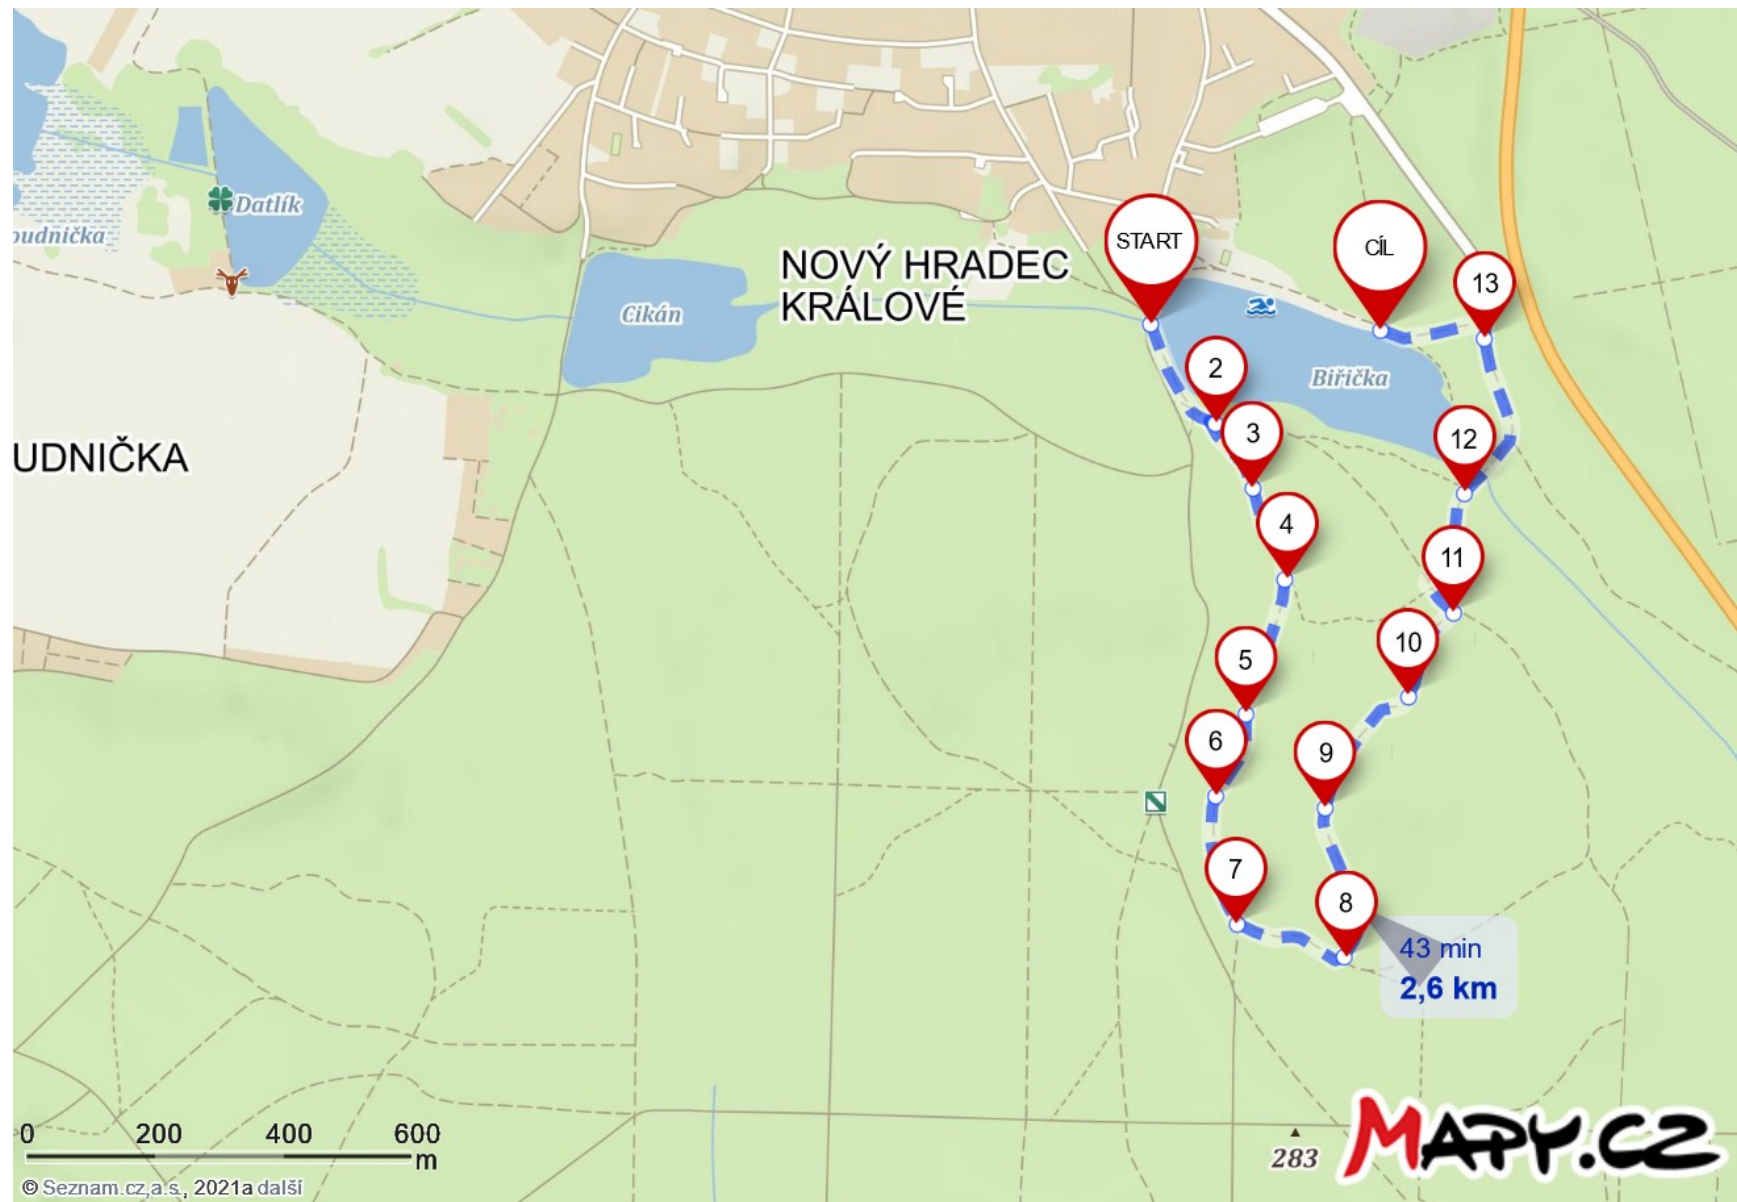 Datlík
oudnička
START
CÍL
13
NOVÝ HRADEC
KRÁLOVÉ
Cikán
2
Biřička
3
12
UDNIČKA
4
11
10
5
6
9
7
8
43 min
2,6 km
0 200 400 600
m
283
MAPY.CZ
© Seznam.cz,a.s., 2021a další